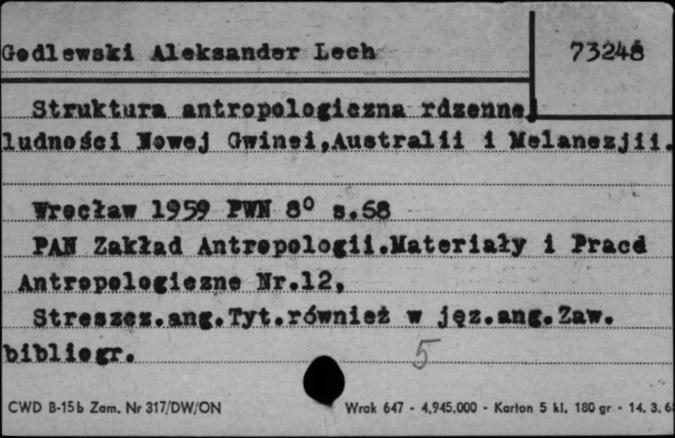 Godlewski Aleksander Lech
73248
Struktura antropologiczna rdzennej
ludności Nowej Gwinei,Australii i Melanezjii.
Wrocław 1959 PWN 8° s.68
PAN Zakład Antropologii.Materiały i Prace
Antropologiczne Nr.12,
Streszcz.ang.Tyt.również w jęz.ang.Zaw.
bibliogr.
5
CWD B-15b Zam. Nr 317/DW/ON
Wrak 647 - 4,945.000 - Karton 5 kl. 180 gr - 14. 3. 6